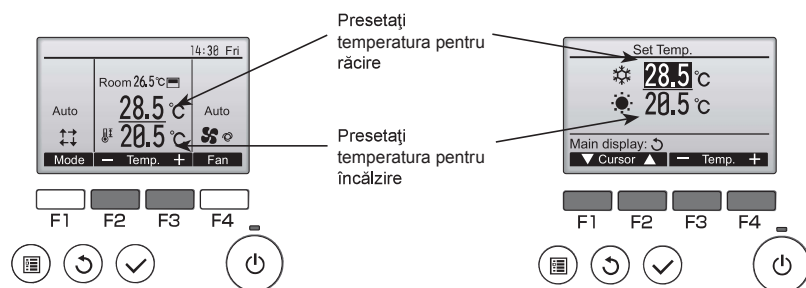 14:30 Fri
Room 26.5°C
Auto
28.5 °C
Auto
20.5 °C
Mode
− Temp. +
Fan
F1
F2
F3
F4
Presetaţi
temperatura pentru
răcire
Presetaţi
temperatura pentru
încălzire
Set Temp.
28.5 °C
20.5 °C
Main display:
Cursor
− Temp. +
F1
F2
F3
F4